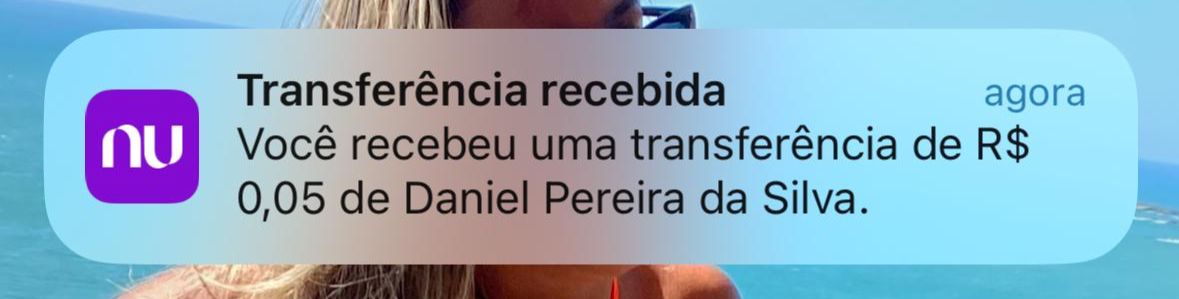 nu
Transferência recebida
agora
Você recebeu uma transferência de R$
0,05 de Daniel Pereira da Silva.